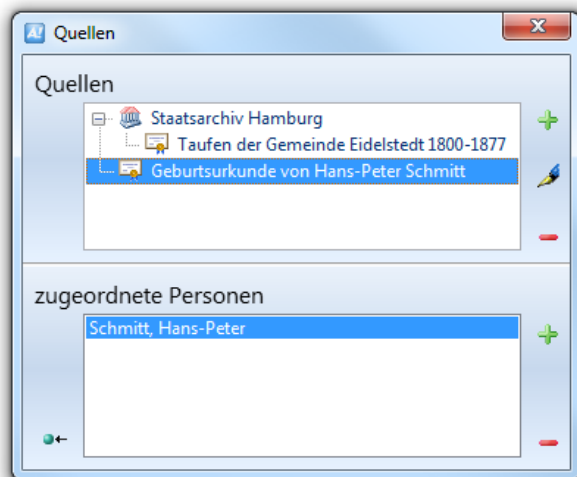 Quellen
Quellen
Staatsarchiv Hamburg
Taufen der Gemeinde Eidelstedt 1800-1877
Geburtsurkunde von Hans-Peter Schmitt
zugeordnete Personen
Schmitt, Hans-Peter